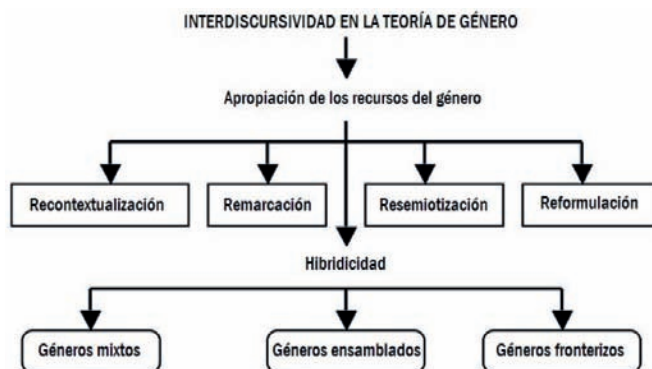 INTERDISCURSIVIDAD EN LA TEORÍA DE GÉNERO
Apropiación de los recursos del género
Recontextualización
Remarcación
Resemiotización
Reformulación
Hibridicidad
Géneros mixtos
Géneros ensamblados
Géneros fronterizos